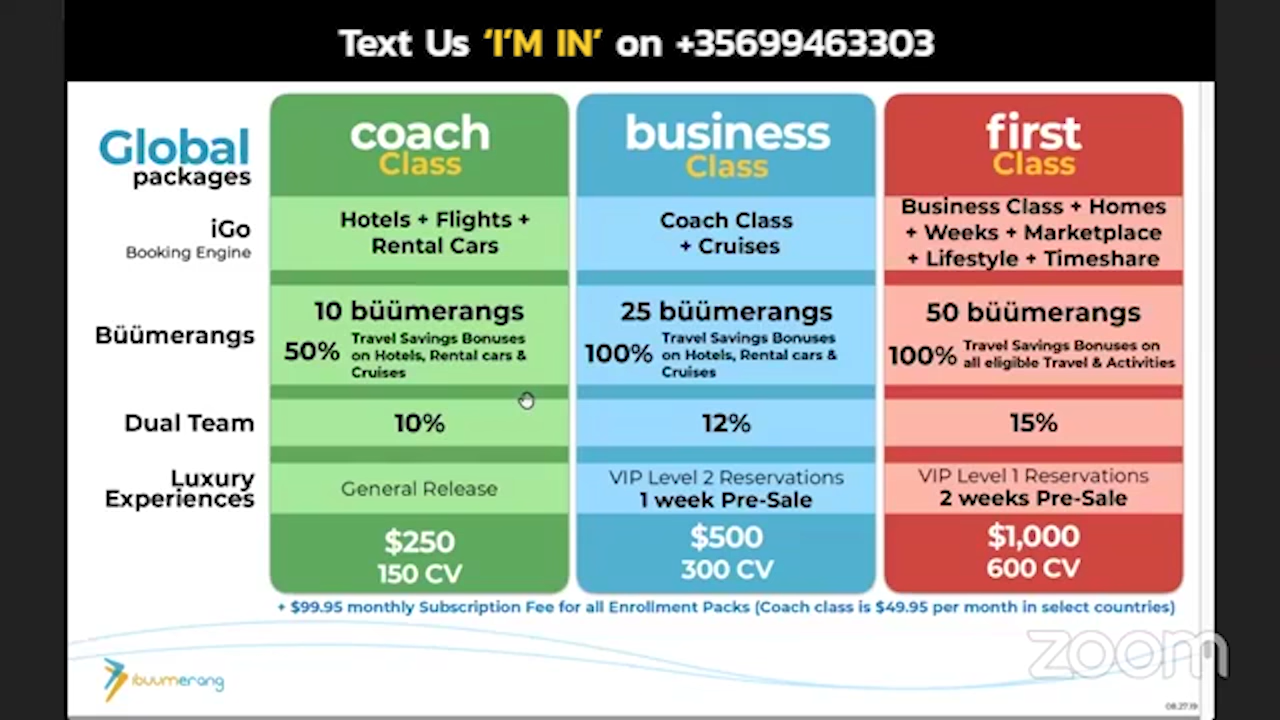 Text Us ‘I’M IN’ on +35699463303
Global
packages
coach
Class
business
Class
first
Class
iGo
Booking Engine
Hotels + Flights +
Rental Cars
Coach Class
+ Cruises
Business Class + Homes
+ Weeks + Marketplace
+ Lifestyle + Timeshare
Büümerangs
10 büümerangs
50%
Travel Savings Bonuses
on Hotels, Rental cars &
Cruises
25 büümerangs
100%
Travel Savings Bonuses
on Hotels, Rental cars &
Cruises
50 büümerangs
100%
Travel Savings Bonuses on
all eligible Travel & Activities
Dual Team
10%
12%
15%
Luxury
Experiences
General Release
VIP Level 2 Reservations
1 week Pre-Sale
VIP Level 1 Reservations
2 weeks Pre-Sale
$250
150 CV
$500
300 CV
$1,000
600 CV
+ $99.95 monthly Subscription Fee for all Enrollment Packs (Coach class is $49.95 per month in select countries)
ibuumerang
zoom
08.27.19